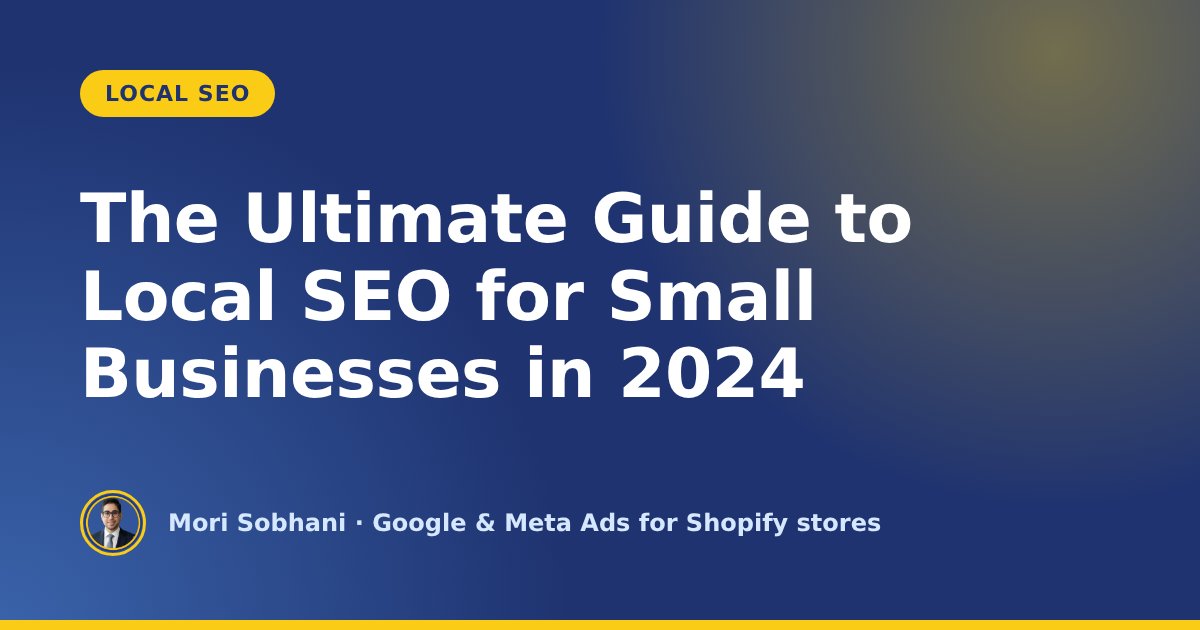 LOCAL SEO
The Ultimate Guide to
Local SEO for Small
Businesses in 2024
Mori Sobhani · Google & Meta Ads for Shopify stores